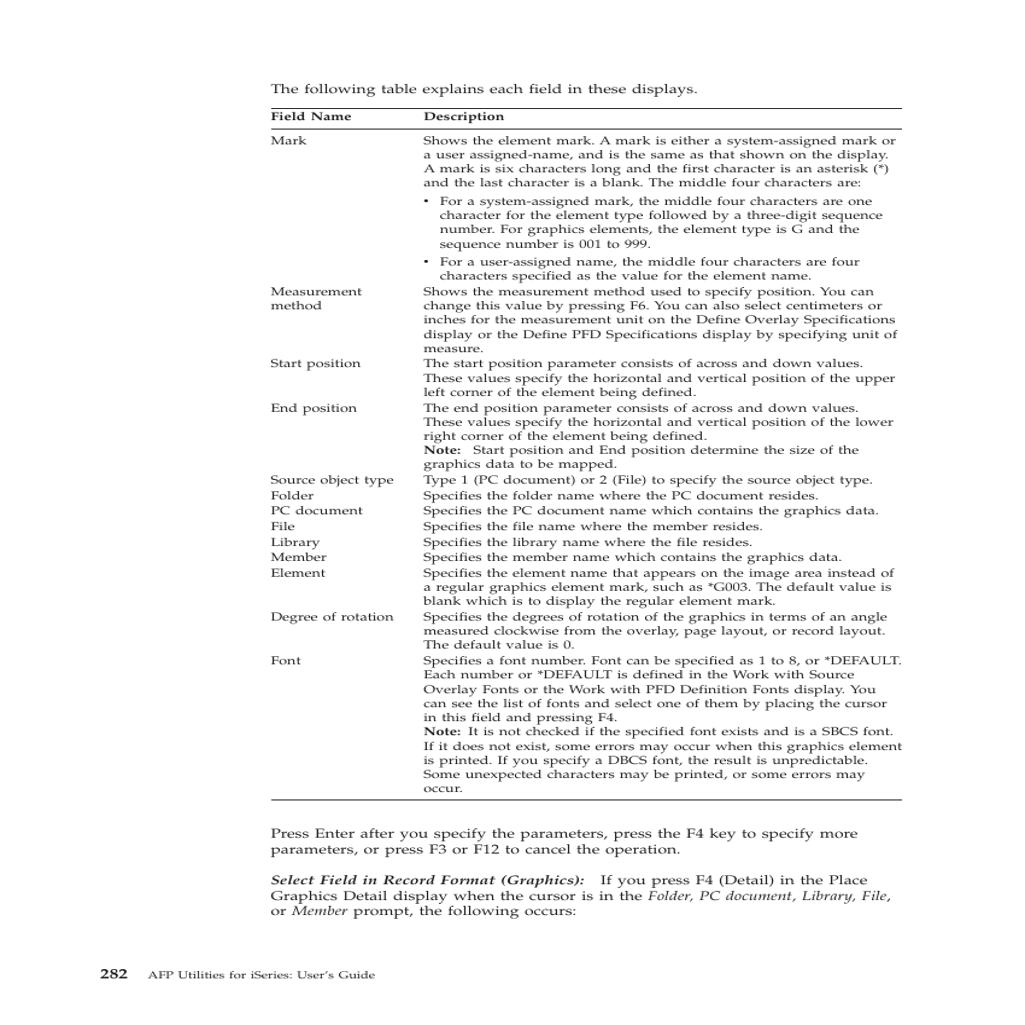 The following table explains each field in these displays.
Field Name Description
Mark Shows the element mark. A mark is either a system-assigned mark or
a user assigned-name, and is the same as that shown on the display.
A mark is six characters long and the first character is an asterisk (*)
and the last character is a blank. The middle four characters are:
• For a system-assigned mark, the middle four characters are one
character for the element type followed by a three-digit sequence
number. For graphics elements, the element type is G and the
sequence number is 001 to 999.
• For a user-assigned name, the middle four characters are four
characters specified as the value for the element name.
Measurement Shows the measurement method used to specify position. You can
method change this value by pressing F6. You can also select centimeters or
inches for the measurement unit on the Define Overlay Specifications
display or the Define PFD Specifications display by specifying unit of
measure.
Start position The start position parameter consists of across and down values.
These values specify the horizontal and vertical position of the upper
left corner of the element being defined.
End position The end position parameter consists of across and down values.
These values specify the horizontal and vertical position of the lower
right corner of the element being defined.
Note: Start position and End position determine the size of the
graphics data to be mapped.
Source object type Type 1 (PC document) or 2 (File) to specify the source object type.
Folder Specifies the folder name where the PC document resides.
PC document Specifies the PC document name which contains the graphics data.
File Specifies the file name where the member resides.
Library Specifies the library name where the file resides.
Member Specifies the member name which contains the graphics data.
Element Specifies the element name that appears on the image area instead of
a regular graphics element mark, such as *G003. The default value is
blank which is to display the regular element mark.
Degree of rotation Specifies the degrees of rotation of the graphics in terms of an angle
measured clockwise from the overlay, page layout, or record layout.
The default value is 0.
Font Specifies a font number. Font can be specified as 1 to 8, or *DEFAULT.
Each number or *DEFAULT is defined in the Work with Source
Overlay Fonts or the Work with PFD Definition Fonts display. You
can see the list of fonts and select one of them by placing the cursor
in this field and pressing F4.
Note: It is not checked if the specified font exists and is a SBCS font.
If it does not exist, some errors may occur when this graphics element
is printed. If you specify a DBCS font, the result is unpredictable.
Some unexpected characters may be printed, or some errors may
occur.
Press Enter after you specify the parameters, press the F4 key to specify more
parameters, or press F3 or F12 to cancel the operation.
Select Field in Record Format (Graphics): If you press F4 (Detail) in the Place
Graphics Detail display when the cursor is in the Folder, PC document, Library, File,
or Member prompt, the following occurs:
282 AFP Utilities for iSeries: User's Guide